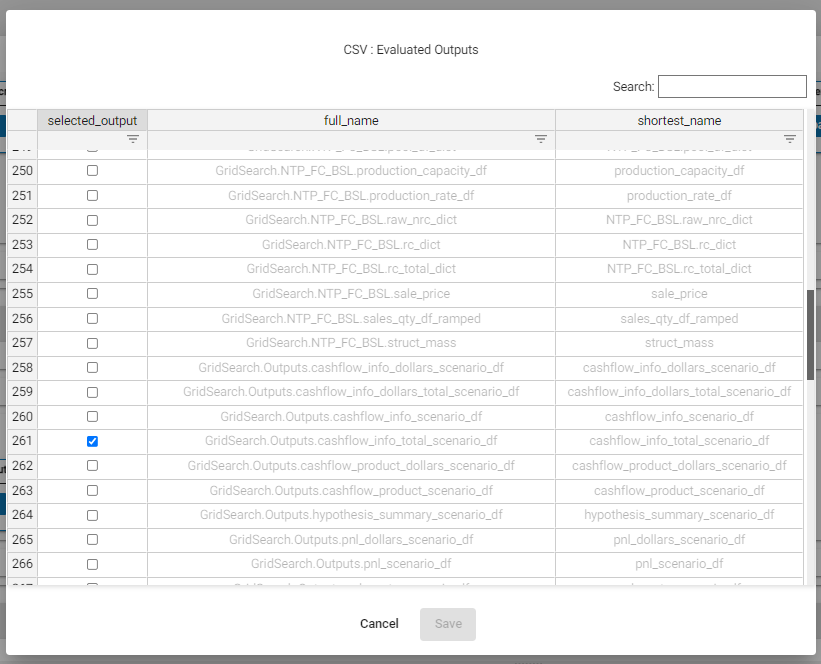 CSV : Evaluated Outputs
Search:
selected_output full_name shortest_name
250 GridSearch.NTP_FC_BSL.production_capacity_df production_capacity_df
251 GridSearch.NTP_FC_BSL.production_rate_df production_rate_df
252 GridSearch.NTP_FC_BSL.raw_nrc_dict NTP_FC_BSL.raw_nrc_dict
253 GridSearch.NTP_FC_BSL.rc_dict NTP_FC_BSL.rc_dict
254 GridSearch.NTP_FC_BSL.rc_total_dict NTP_FC_BSL.rc_total_dict
255 GridSearch.NTP_FC_BSL.sale_price sale_price
256 GridSearch.NTP_FC_BSL.sales_qty_df_ramped sales_qty_df_ramped
257 GridSearch.NTP_FC_BSL.struct_mass struct_mass
258 GridSearch.Outputs.cashflow_info_dollars_scenario_df cashflow_info_dollars_scenario_df
259 GridSearch.Outputs.cashflow_info_dollars_total_scenario_df cashflow_info_dollars_total_scenario_df
260 GridSearch.Outputs.cashflow_info_scenario_df cashflow_info_scenario_df
261 GridSearch.Outputs.cashflow_info_total_scenario_df cashflow_info_total_scenario_df
262 GridSearch.Outputs.cashflow_product_dollars_scenario_df cashflow_product_dollars_scenario_df
263 GridSearch.Outputs.cashflow_product_scenario_df cashflow_product_scenario_df
264 GridSearch.Outputs.hypothesis_summary_scenario_df hypothesis_summary_scenario_df
265 GridSearch.Outputs.pnl_dollars_scenario_df pnl_dollars_scenario_df
266 GridSearch.Outputs.pnl_scenario_df pnl_scenario_df
Cancel Save